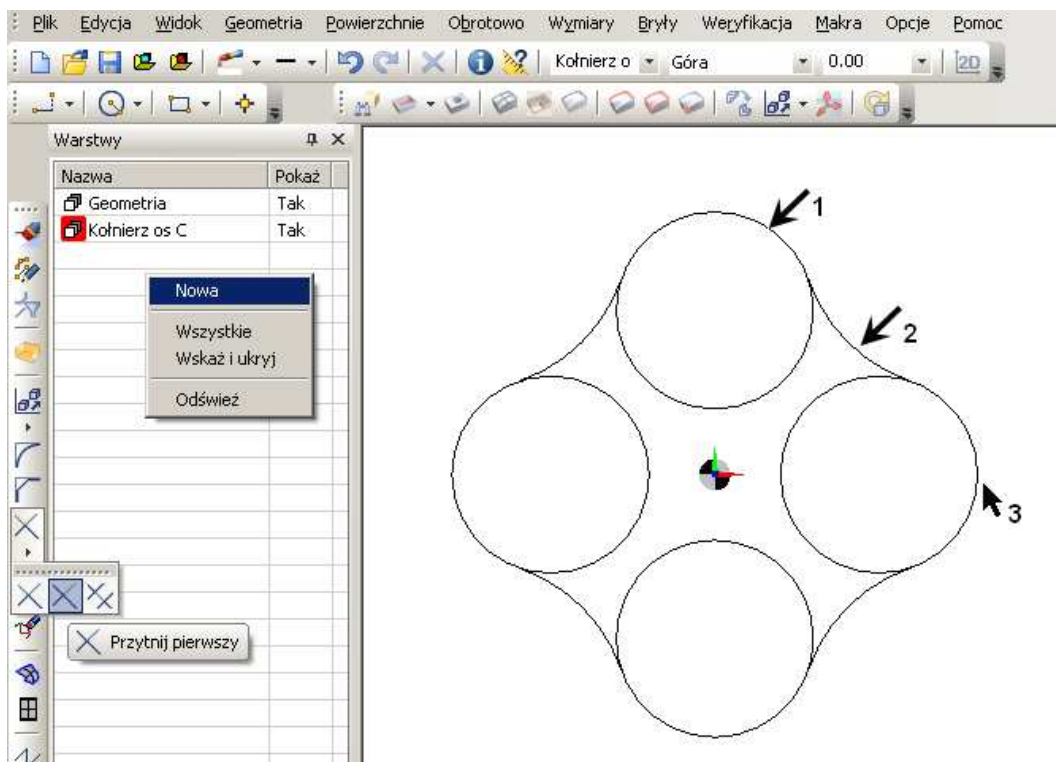 Plik Edycja Widok Geometria Powierzchnie Obrotowo Wymiary Bryły Weryfikacja Makra Opcje Pomoc
Kołnierz o Góra 0.00 2D
Warstwy
Nazwa Pokaż
Geometria Tak
Kołnierz os C Tak
Nowa
Wszystkie
Wskaż i ukryj
Odśwież
Przytnij pierwszy
1
2
3